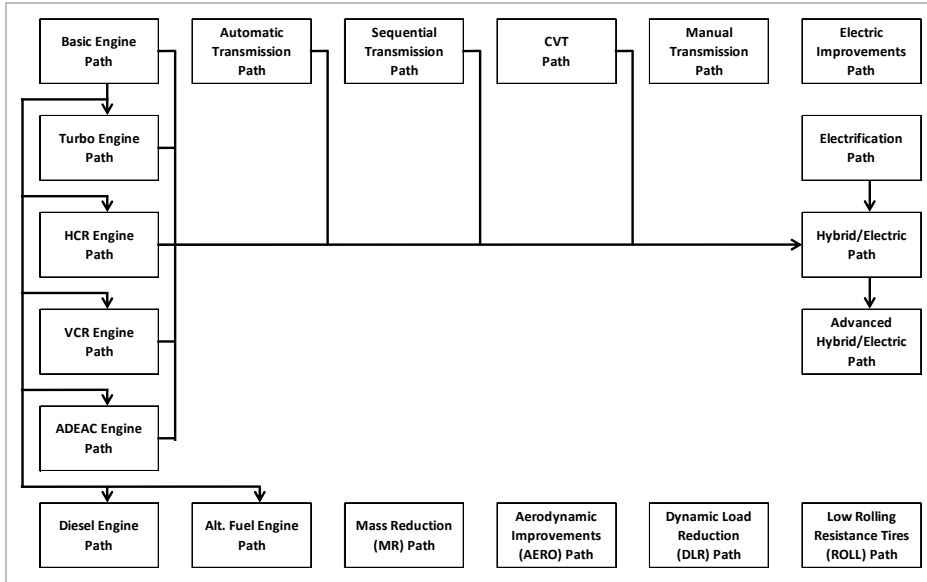 Basic Engine
Path
Automatic
Transmission
Path
Sequential
Transmission
Path
CVT
Path
Manual
Transmission
Path
Electric
Improvements
Path
Turbo Engine
Path
Electrification
Path
HCR Engine
Path
Hybrid/Electric
Path
VCR Engine
Path
Advanced
Hybrid/Electric
Path
ADEAC Engine
Path
Diesel Engine
Path
Alt. Fuel Engine
Path
Mass Reduction
(MR) Path
Aerodynamic
Improvements
(AERO) Path
Dynamic Load
Reduction
(DLR) Path
Low Rolling
Resistance Tires
(ROLL) Path